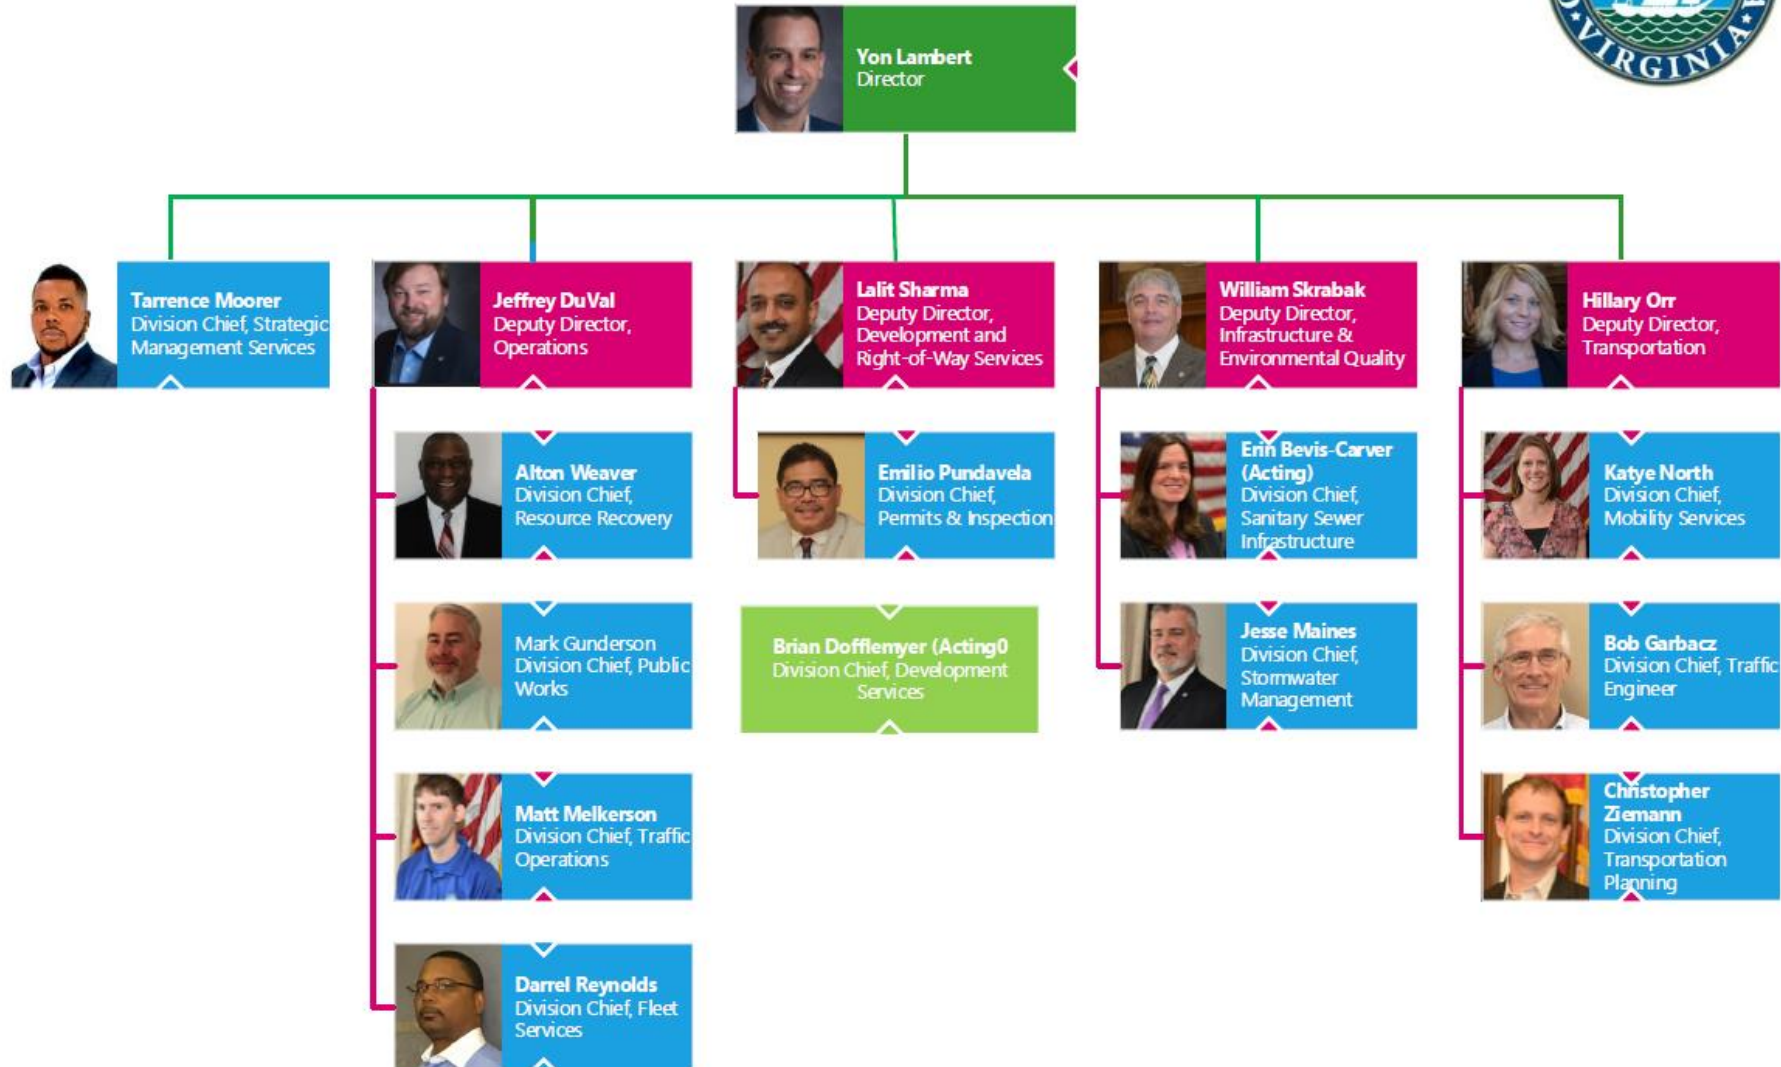 VIRGINIA
Yon Lambert
Director
Tarrence Moorer
Division Chief, Strategic
Management Services
Jeffrey DuVal
Deputy Director,
Operations
Lalit Sharma
Deputy Director,
Development and
Right-of-Way Services
William Skrabak
Deputy Director,
Infrastructure &
Environmental Quality
Hillary Orr
Deputy Director,
Transportation
Alton Weaver
Division Chief,
Resource Recovery
Emilio Pundavela
Division Chief,
Permits & Inspection
Erin Bevis-Carver
(Acting)
Division Chief,
Sanitary Sewer
Infrastructure
Katye North
Division Chief,
Mobility Services
Mark Gunderson
Division Chief, Public
Works
Brian Dofflemyer (Acting0
Division Chief, Development
Services
Jesse Maines
Division Chief,
Stormwater
Management
Bob Garbacz
Division Chief, Traffic
Engineer
Matt Melkerson
Division Chief, Traffic
Operations
Christopher
Ziemann
Division Chief,
Transportation
Planning
Darrel Reynolds
Division Chief, Fleet
Services